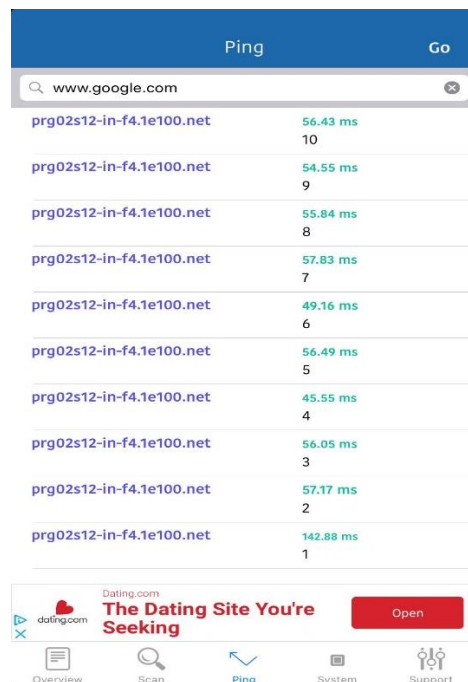 Ping
Go
www.google.com
prg02s12-in-f4.1e100.net 56.43 ms
10
prg02s12-in-f4.1e100.net 54.55 ms
9
prg02s12-in-f4.1e100.net 55.84 ms
8
prg02s12-in-f4.1e100.net 57.83 ms
7
prg02s12-in-f4.1e100.net 49.16 ms
6
prg02s12-in-f4.1e100.net 56.49 ms
5
prg02s12-in-f4.1e100.net 45.55 ms
4
prg02s12-in-f4.1e100.net 56.05 ms
3
prg02s12-in-f4.1e100.net 57.17 ms
2
prg02s12-in-f4.1e100.net 142.88 ms
1
dating.com
Dating.com
The Dating Site You're
Seeking
Open
Overview Scan Ping System Support